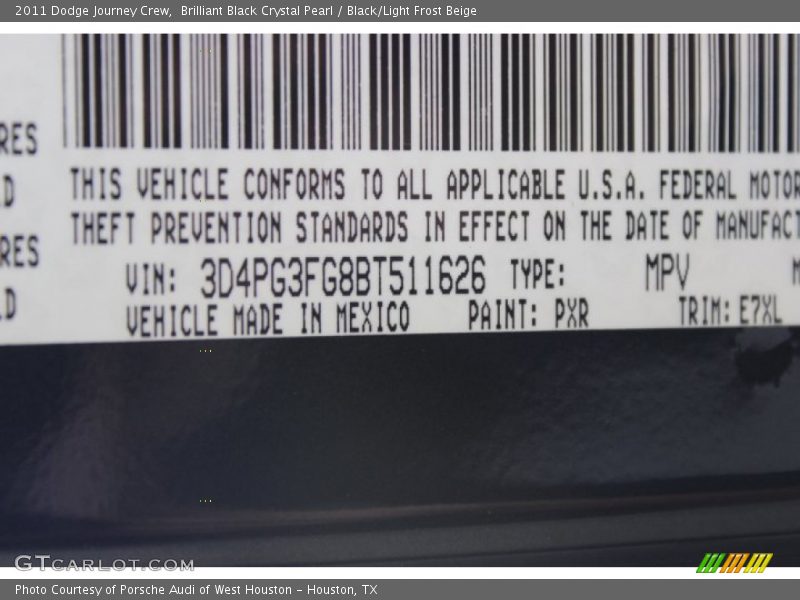 2011 Dodge Journey Crew, Brilliant Black Crystal Pearl / Black/Light Frost Beige
RES
D
THIS VEHICLE CONFORMS TO ALL APPLICABLE U.S.A. FEDERAL MOTOR
THEFT PREVENTION STANDARDS IN EFFECT ON THE DATE OF MANUFACT
RES
VIN: 3D4PG3FG8BT511626 TYPE: MPV M
D
VEHICLE MADE IN MEXICO PAINT: PXR TRIM: E7XL
GTCARLOT.COM
Photo Courtesy of Porsche Audi of West Houston – Houston, TX